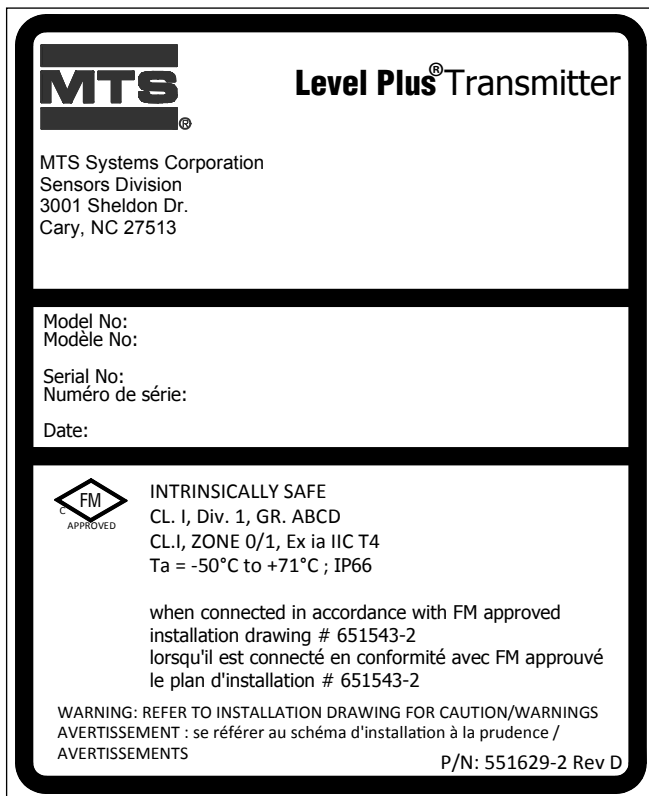 MTS
®
Level Plus® Transmitter
MTS Systems Corporation
Sensors Division
3001 Sheldon Dr.
Cary, NC 27513
Model No:
Modèle No:
Serial No:
Numéro de série:
Date:
FM
C
APPROVED
INTRINSICALLY SAFE
CL. I, Div. 1, GR. ABCD
CL.I, ZONE 0/1, Ex ia IIC T4
Ta = -50°C to +71°C ; IP66
when connected in accordance with FM approved
installation drawing # 651543-2
lorsqu'il est connecté en conformité avec FM approuvé
le plan d'installation # 651543-2
WARNING: REFER TO INSTALLATION DRAWING FOR CAUTION/WARNINGS
AVERTISSEMENT : se référer au schéma d'installation à la prudence /
AVERTISSEMENTS
P/N: 551629-2 Rev D